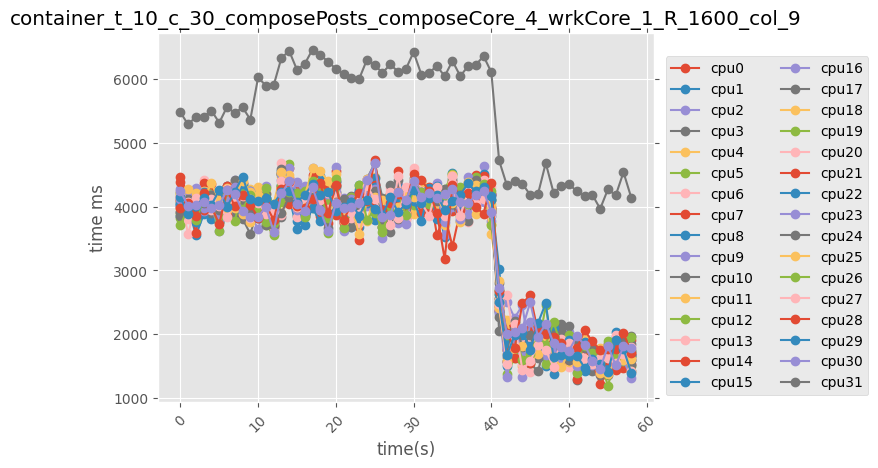 container_t_10_c_30_composePosts_composeCore_4_wrkCore_1_R_1600_col_9
time ms
6000
5000
4000
3000
2000
1000
0
10
20
30
40
50
60
time(s)
cpu0
cpu1
cpu2
cpu3
cpu4
cpu5
cpu6
cpu7
cpu8
cpu9
cpu10
cpu11
cpu12
cpu13
cpu14
cpu15
cpu16
cpu17
cpu18
cpu19
cpu20
cpu21
cpu22
cpu23
cpu24
cpu25
cpu26
cpu27
cpu28
cpu29
cpu30
cpu31